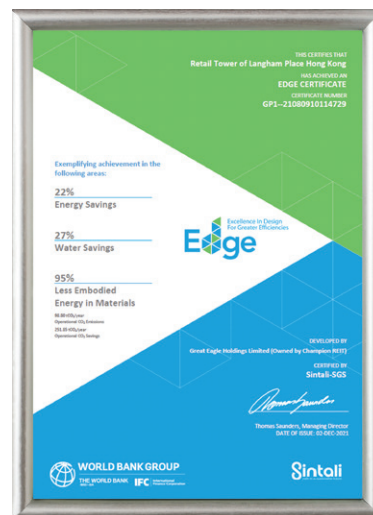 THIS CERTIFIES THAT
Retail Tower of Langham Place Hong Kong
HAS ACHIEVED AN
EDGE CERTIFICATE
CERTIFICATE NUMBER
GP1--21080910114729
Exemplifying achievement in the
following areas:
22%
Energy Savings
27%
Water Savings
95%
Less Embodied
Energy in Materials
Operational CO₂ Emissions
Operational CO₂ Savings
Edge
Excellence in Design
For Greater Efficiencies
DEVELOPED BY
Great Eagle Holdings Limited (Owned by Champion REIT)
CERTIFIED BY
Sintali-SGS
Thomas Saunders, Managing Director
DATE OF ISSUE: 02-DEC-2021
WORLD BANK GROUP
THE WORLD BANK IFC International Finance Corporation
Sintali